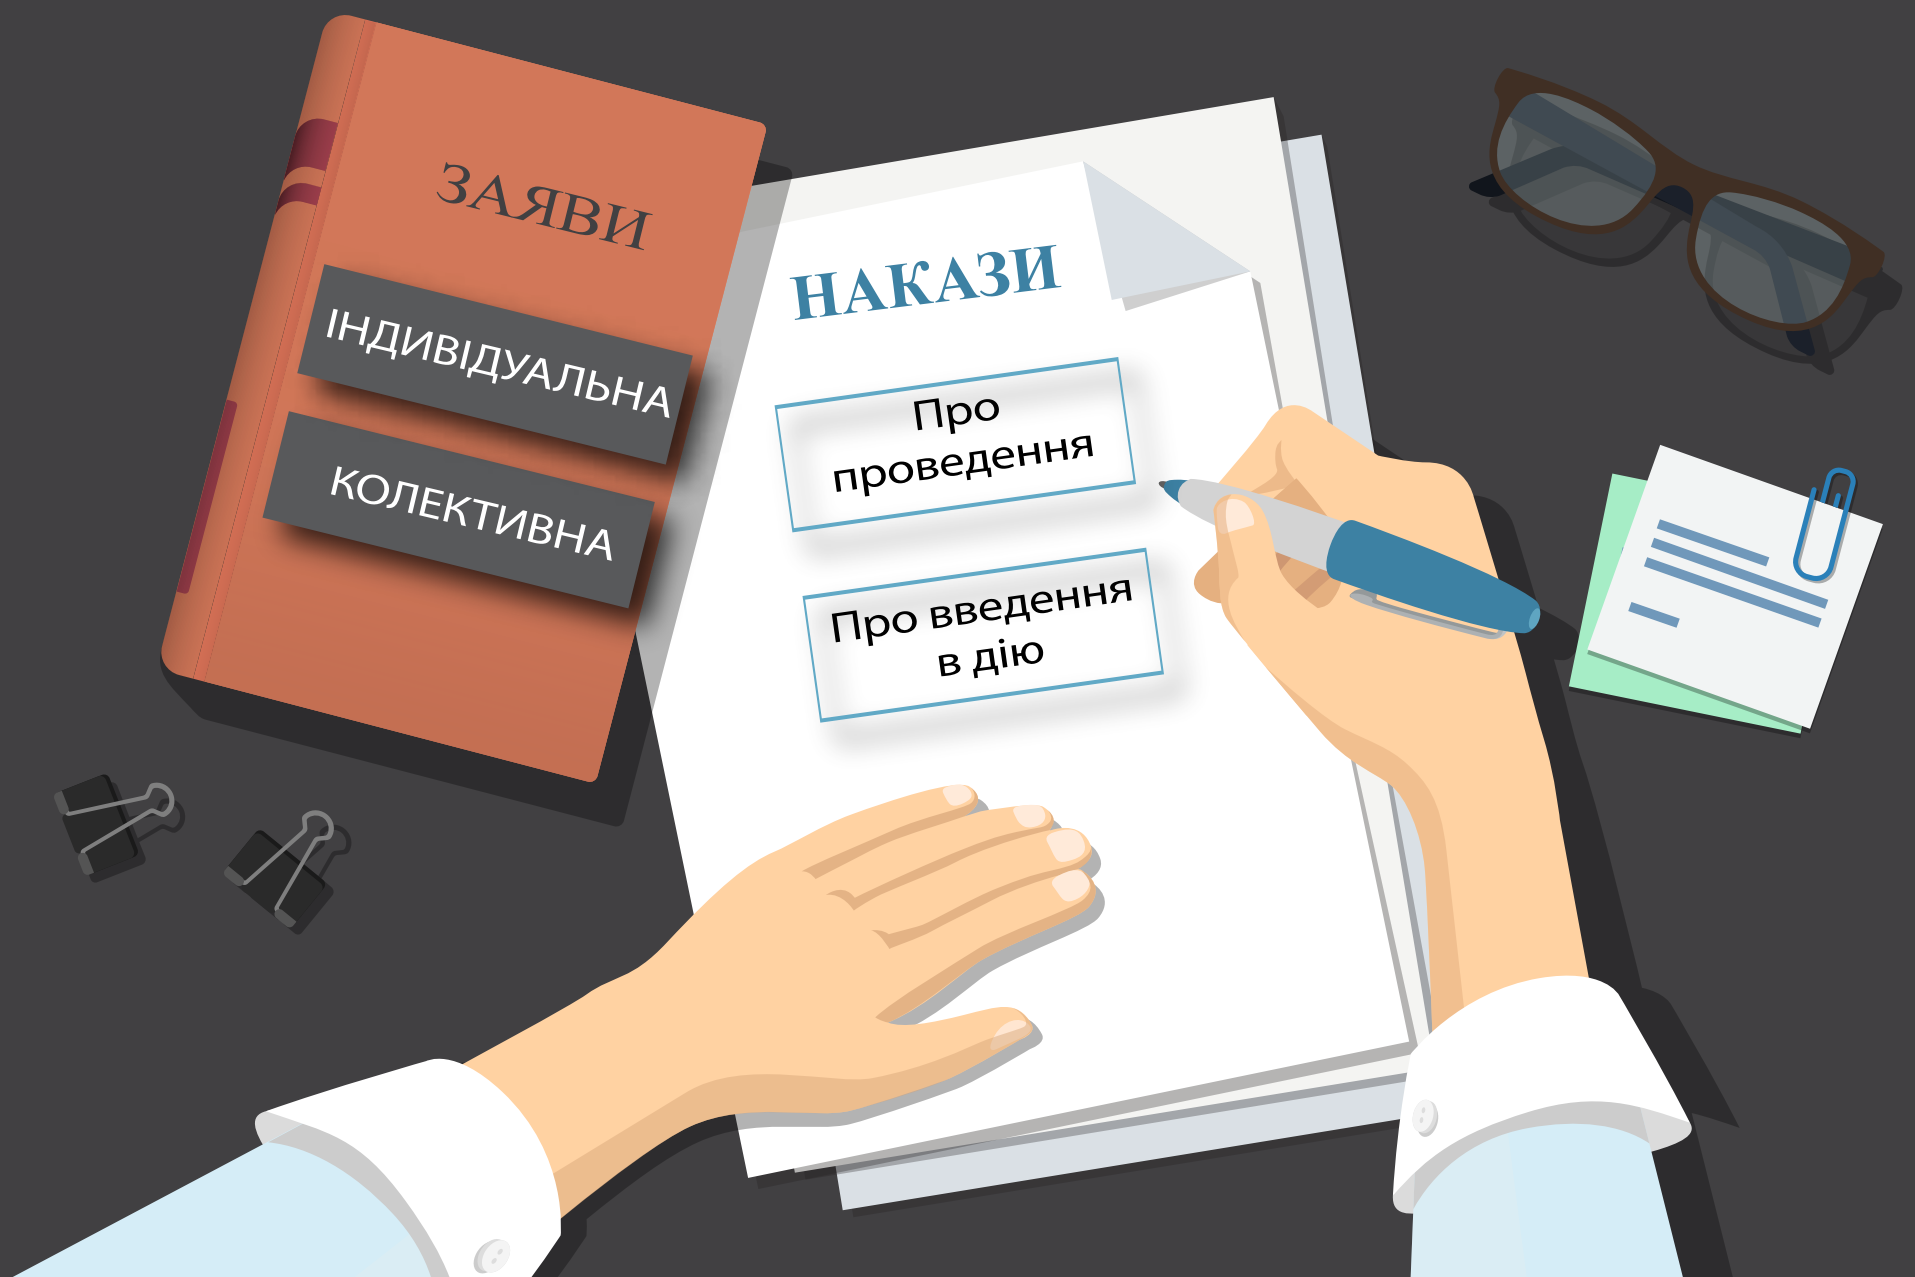 ЗАЯВИ
ІНДИВІДУАЛЬНА
КОЛЕКТИВНА
НАКАЗИ
Про
проведення
Про введення
в дію